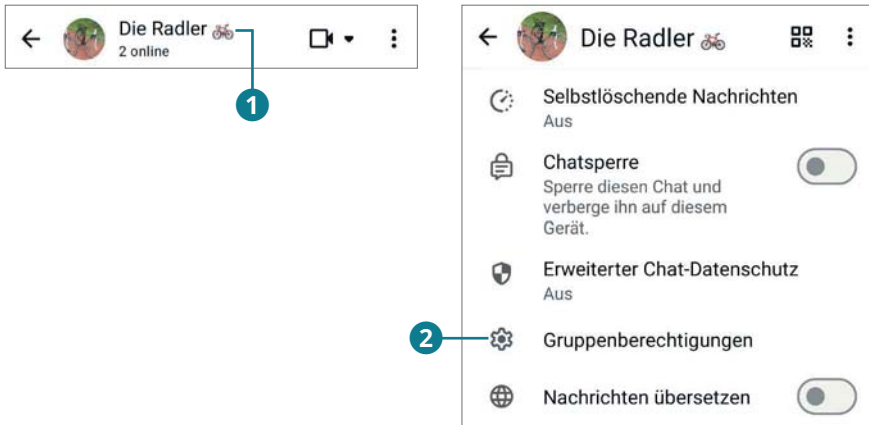 Die Radler 🚲
2 online
1
Die Radler 🚲
Selbstlöschende Nachrichten
Aus
Chatsperre
Sperre diesen Chat und
verberge ihn auf diesem
Gerät.
Erweiterter Chat-Datenschutz
Aus
2
Gruppenberechtigungen
Nachrichten übersetzen